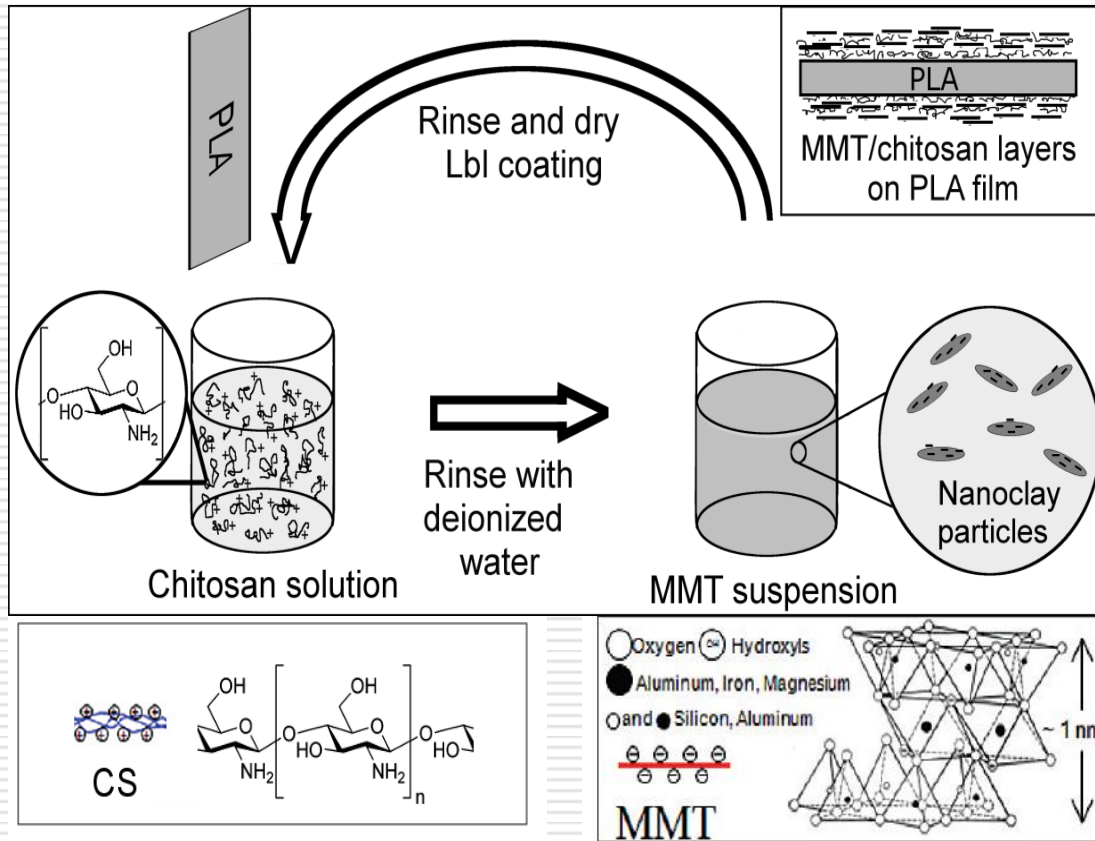 PLA
Rinse and dry
Lbl coating
PLA
MMT/chitosan layers
on PLA film
OH
O
O
HO
NH2
Rinse with
deionized
water
Nanoclay
particles
Chitosan solution
MMT suspension
OH
O
HO
NH2
O
OH
O
HO
NH2
O
HO
n
CS
Oxygen OH Hydroxyls
Aluminum, Iron, Magnesium
and Silicon, Aluminum
~ 1 nm
MMT